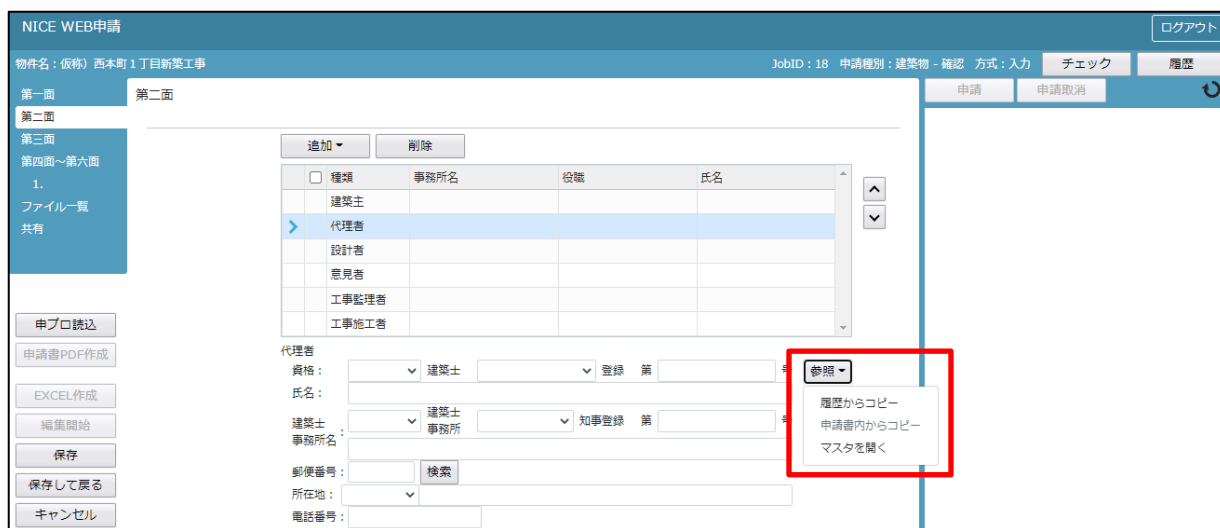 NICE WEB申請
ログアウト
物件名：仮称）西本町１丁目新築工事
JobID：18 申請種別：建築物 - 確認 方式：入力
チェック
履歴
申請
申請取消
第一面
第二面
第三面
第四面～第六面
1.
ファイル一覧
共有
申プロ読込
申請書PDF作成
EXCEL作成
編集開始
保存
保存して戻る
キャンセル
第二面
追加
削除
種類 事務所名 役職 氏名
建築主
代理者
設計者
意見者
工事監理者
工事施工者
代理者
資格： 建築士 登録 第 号
参照
氏名：
履歴からコピー
申請書内からコピー
マスタを開く
建築士事務所名： 建築士事務所 知事登録 第 号
郵便番号： 検索
所在地：
電話番号：